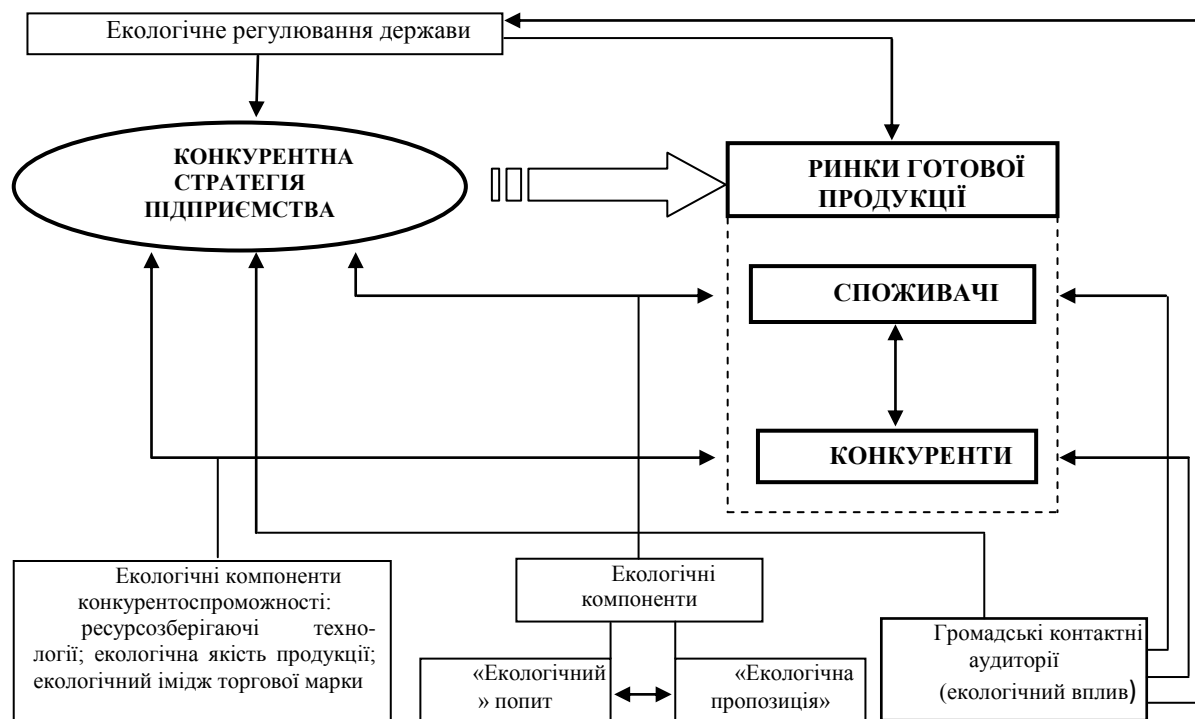 Екологічне регулювання держави
КОНКУРЕНТНА
СТРАТЕГІЯ
ПІДПРИЄМСТВА
РИНКИ ГОТОВОЇ
ПРОДУКЦІЇ
СПОЖИВАЧІ
КОНКУРЕНТИ
Екологічні компоненти
конкурентоспроможності:
ресурсозберігаючі техно-
логії; екологічна якість продукції;
екологічний імідж торгової марки
Екологічні
компоненти
«Екологічний
» попит
«Екологічна
пропозиція»
Громадські контактні
аудиторії
(екологічний вплив)